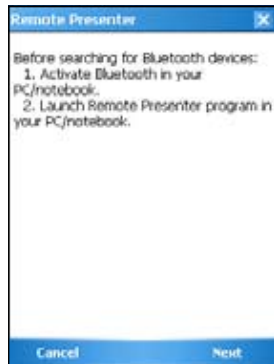 Remote Presenter
Before searching for Bluetooth devices:
1. Activate Bluetooth in your
PC/notebook.
2. Launch Remote Presenter program in
your PC/notebook.
Cancel Next